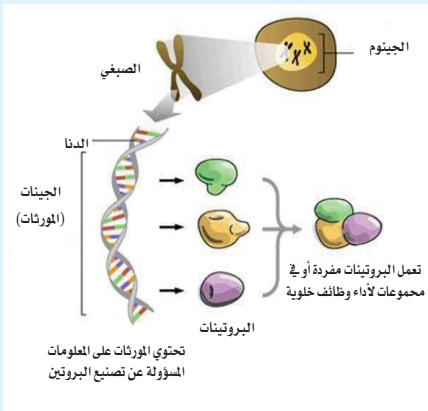 الجينوم
الصبغي
الدنا
الجينات
(المورثات)
تعمل البروتينات مفردة أو في
مجموعات لأداء وظائف خلوية
البروتينات
تحتوي المورثات على المعلومات
المسؤولة عن تصنيع البروتين